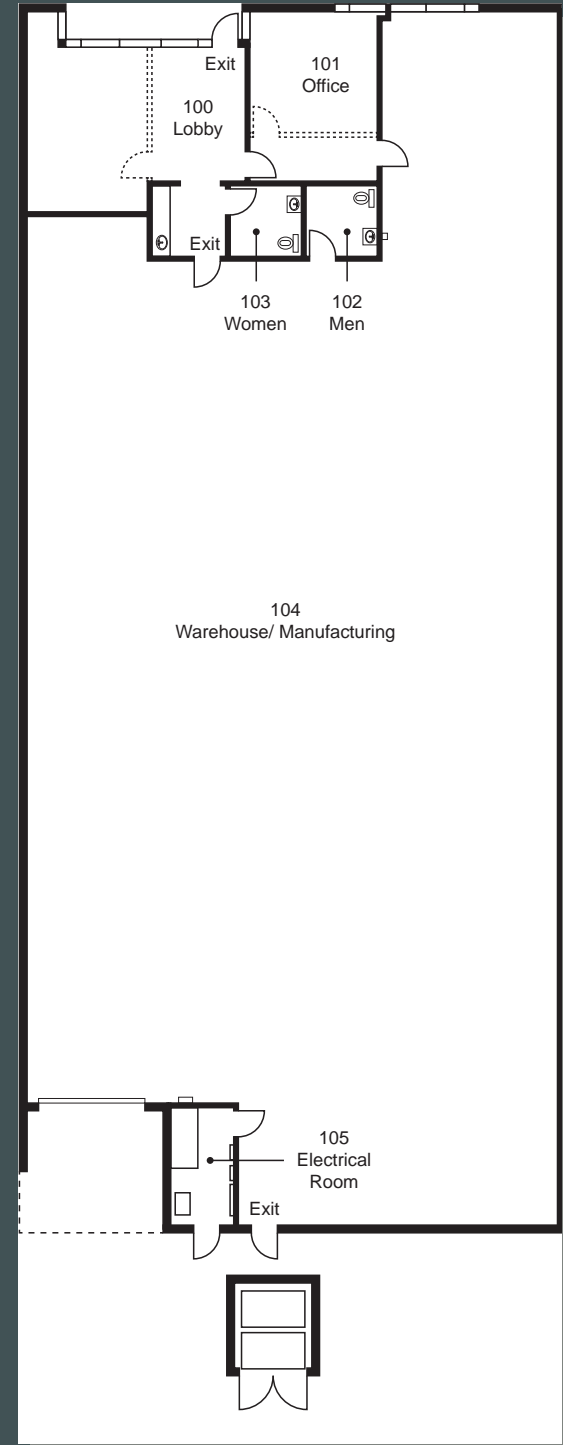 Exit
101
Office
100
Lobby
Exit
103
Women
102
Men
104
Warehouse/ Manufacturing
105
Electrical
Room
Exit